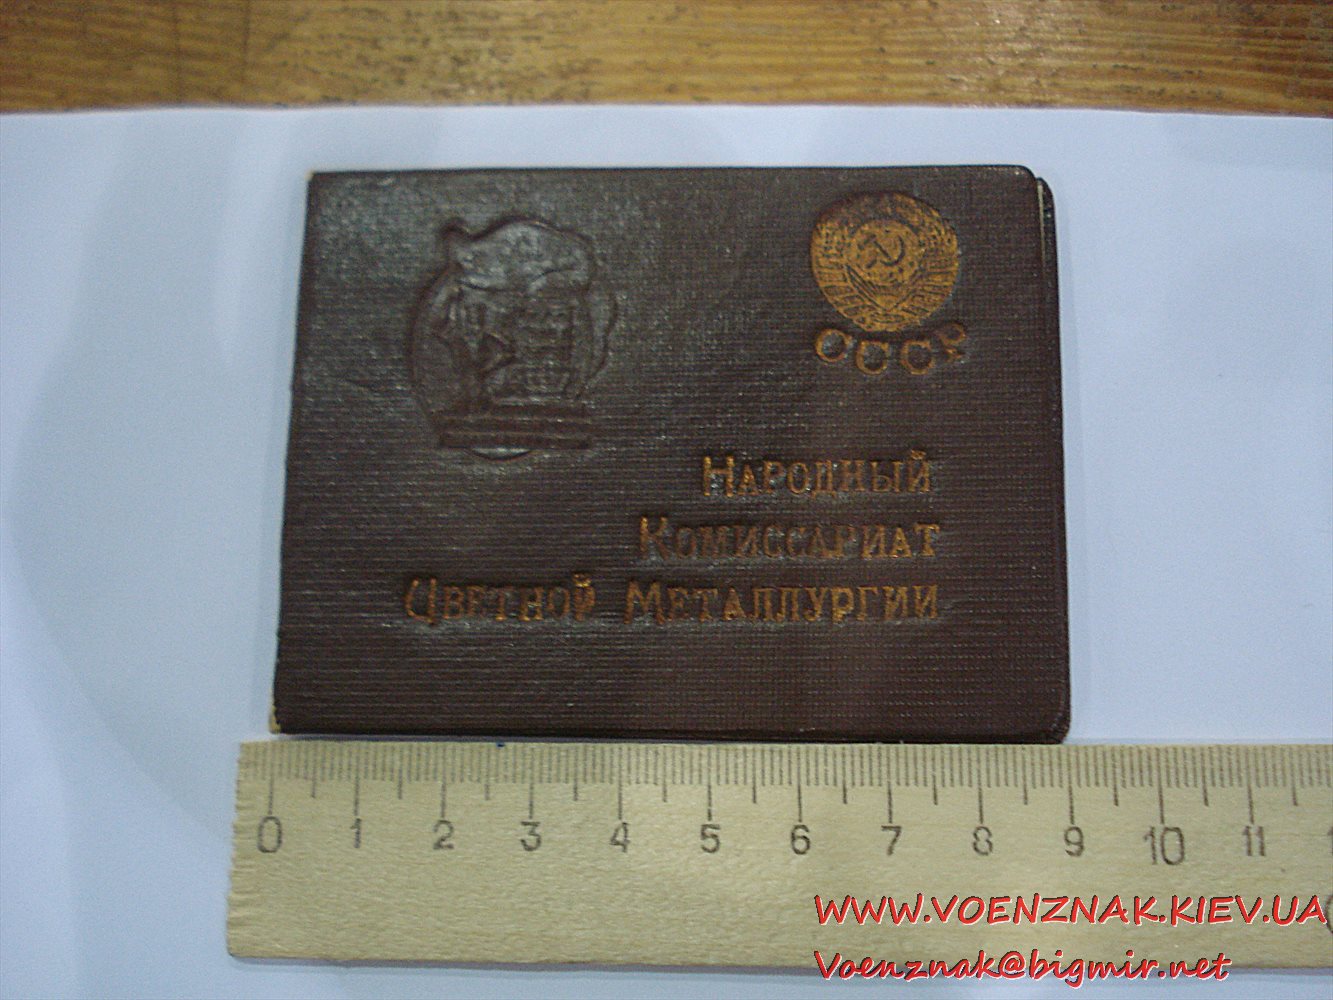 СССР
Народный
Комиссариат
Цветной Металлургии
0 1 2 3 4 5 6 7 8 9 10 11
WWW.VOENZNAK.KIEV.UA
Voenznak@bigmir.net